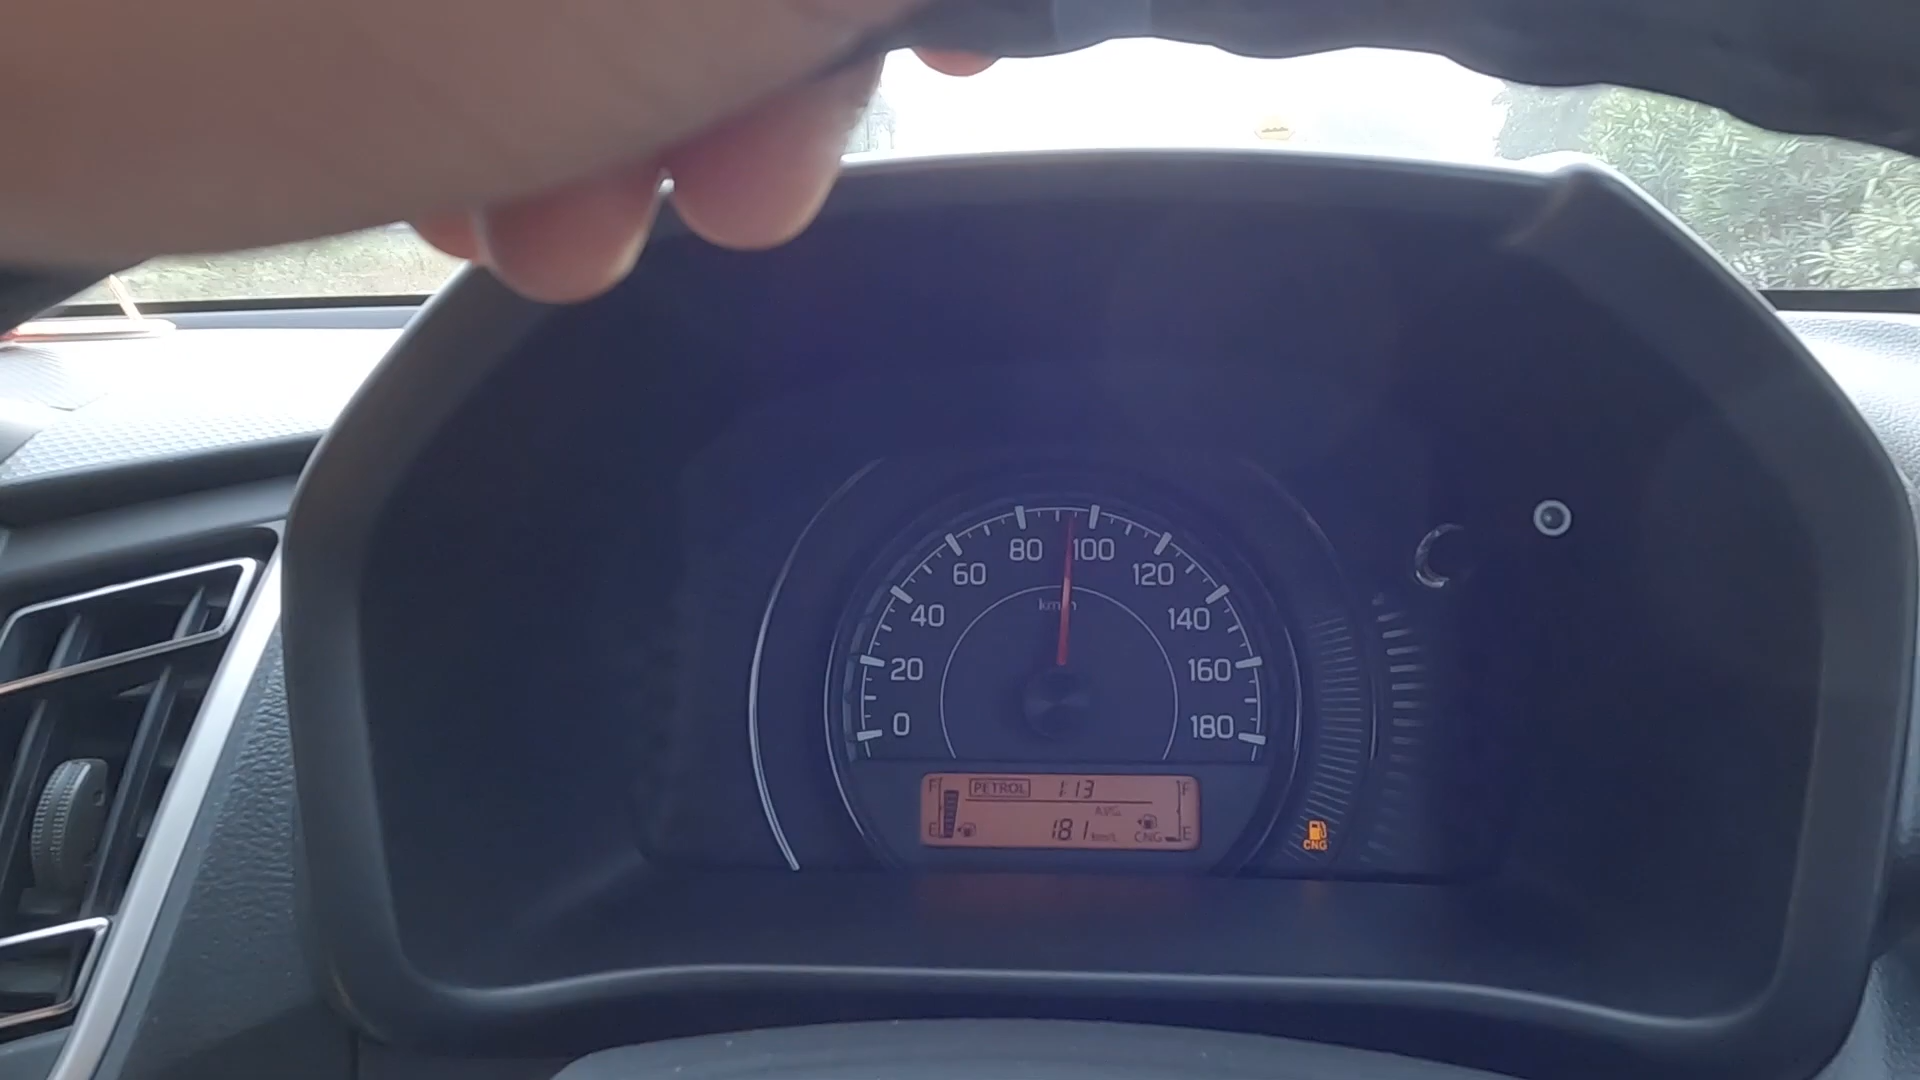 80 100
60 120
40 km/h 140
20 160
0 180
F PETROL 1:13 F
AVG.
E 18.1 km/L CNG E
CNG